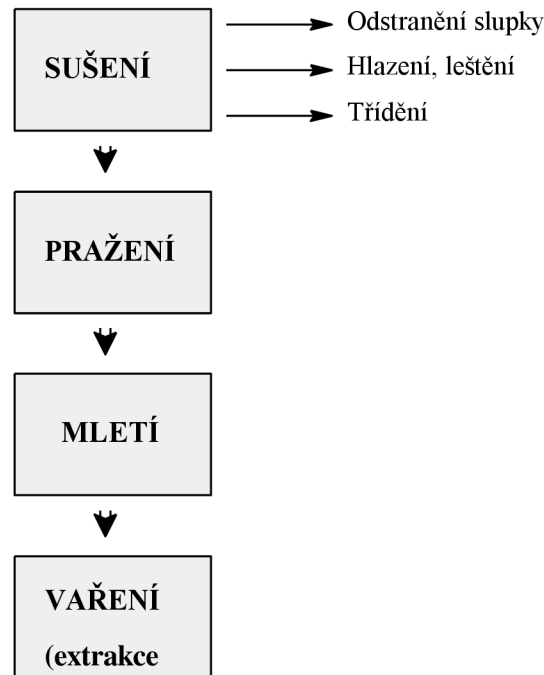 SUŠENÍ
Odstranění slupky
Hlazení, leštění
Třídění
PRAŽENÍ
MLETÍ
VAŘENÍ
(extrakce